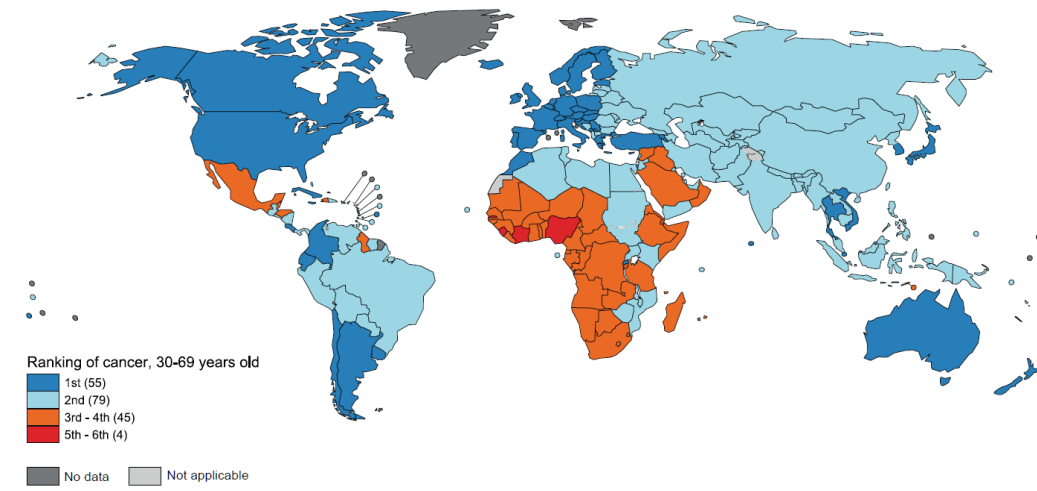 Ranking of cancer, 30-69 years old
1st (55)
2nd (79)
3rd - 4th (45)
5th - 6th (4)
No data
Not applicable